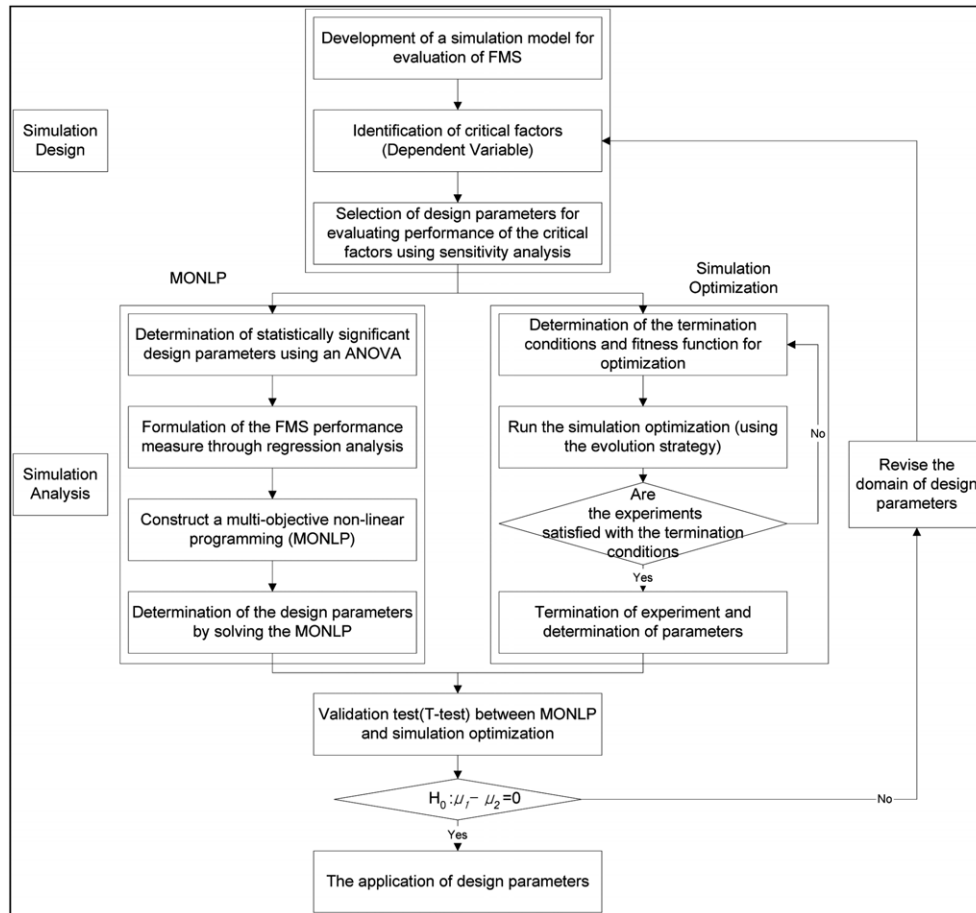 Development of a simulation model for
evaluation of FMS
Simulation
Design
Identification of critical factors
(Dependent Variable)
Selection of design parameters for
evaluating performance of the critical
factors using sensitivity analysis
MONLP
Simulation
Optimization
Determination of statistically significant
design parameters using an ANOVA
Formulation of the FMS performance
measure through regression analysis
Construct a multi-objective non-linear
programming (MONLP)
Determination of the design parameters
by solving the MONLP
Simulation
Analysis
Determination of the termination
conditions and fitness function for
optimization
Run the simulation optimization (using
the evolution strategy)
No
Are
the experiments
satisfied with the termination
conditions
Yes
Termination of experiment and
determination of parameters
Revise the
domain of design
parameters
Validation test(T-test) between MONLP
and simulation optimization
H₀ : μ₁ − μ₂ =0
No
Yes
The application of design parameters